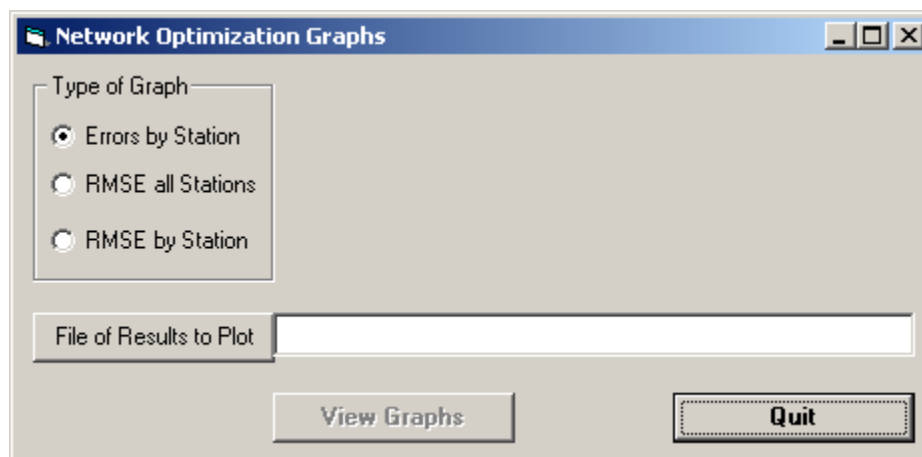 Network Optimization Graphs
Type of Graph
Errors by Station
RMSE all Stations
RMSE by Station
File of Results to Plot
View Graphs
Quit